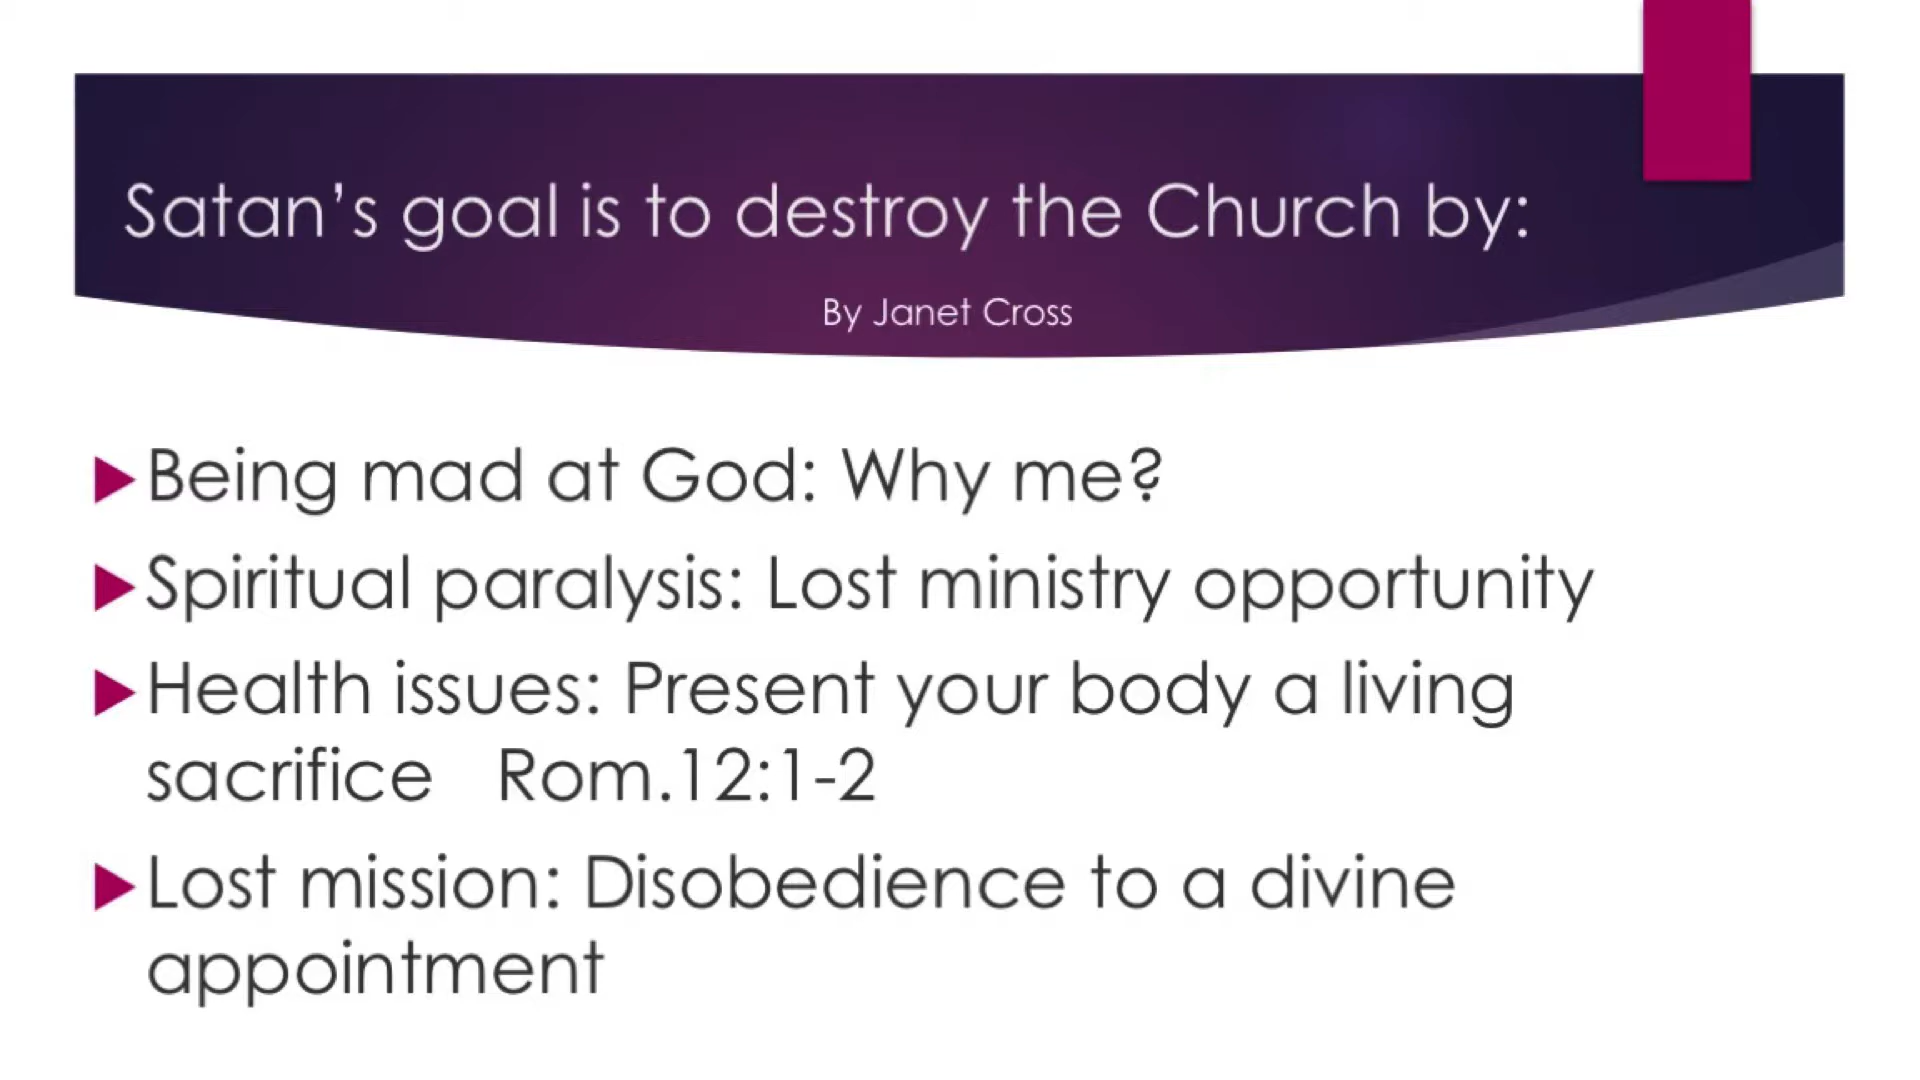 Satan’s goal is to destroy the Church by:
By Janet Cross
Being mad at God: Why me?
Spiritual paralysis: Lost ministry opportunity
Health issues: Present your body a living
sacrifice   Rom.12:1-2
Lost mission: Disobedience to a divine
appointment